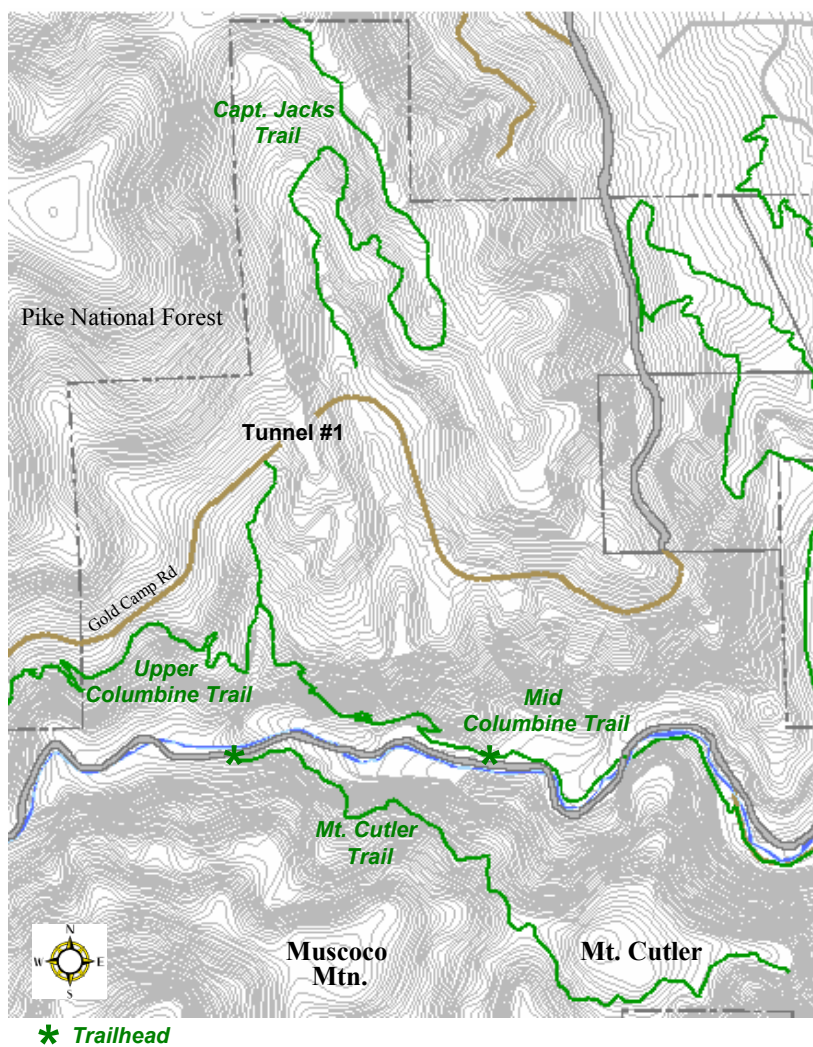 Capt. Jacks
Trail
Pike National Forest
Tunnel #1
Gold Camp Rd
Upper
Columbine Trail
Mid
Columbine Trail
Mt. Cutler
Trail
Muscoco
Mtn.
Mt. Cutler
N
W E
S
* Trailhead